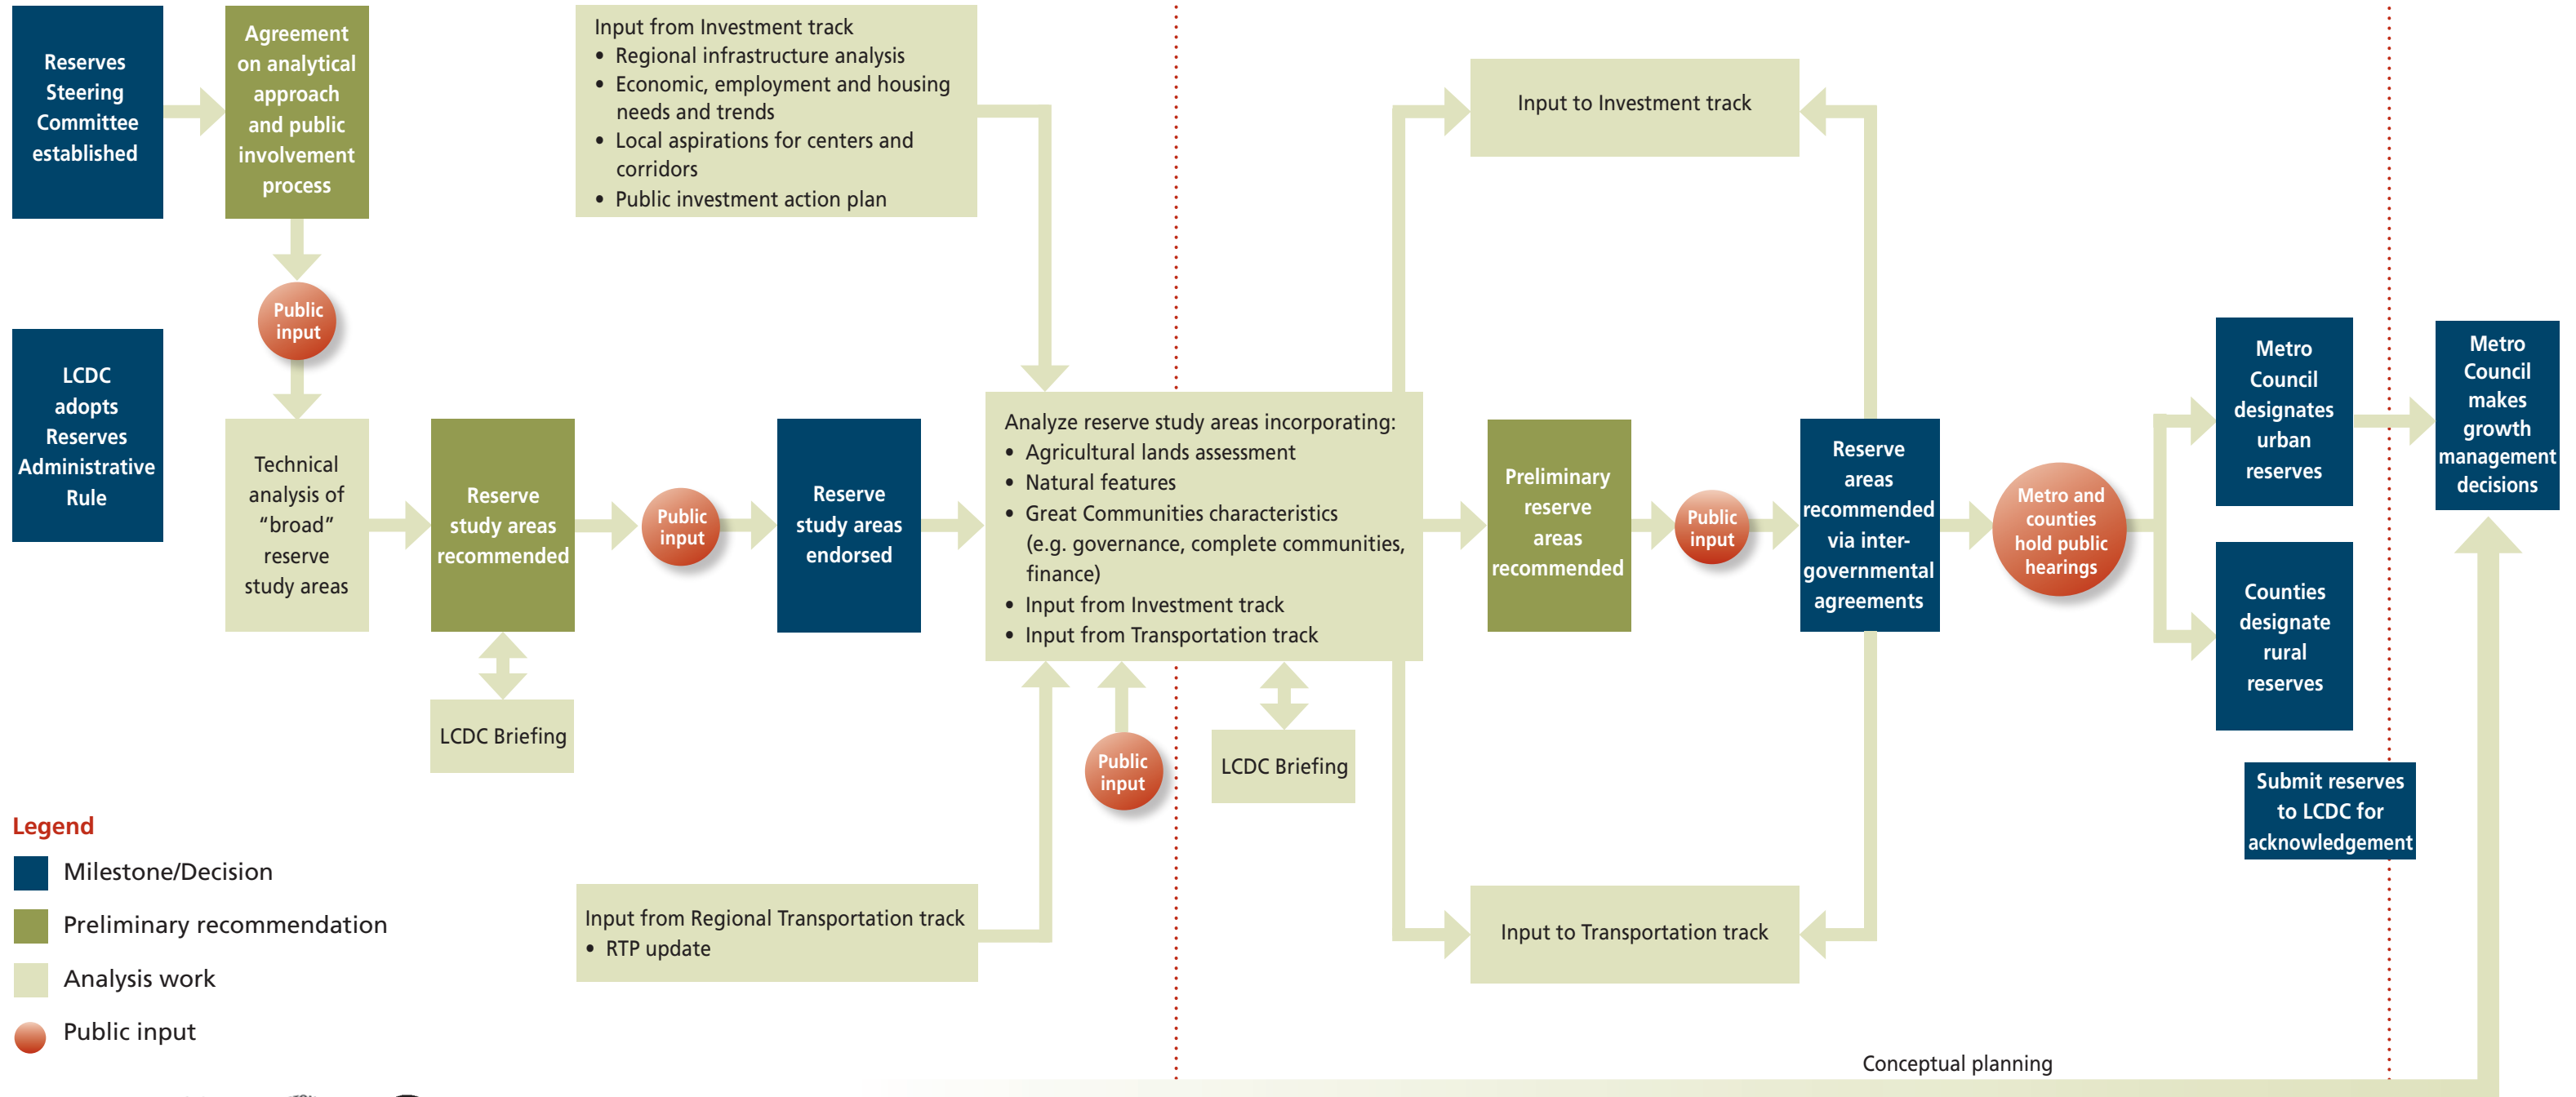 Reserves
Steering
Committee
established
Agreement
on analytical
approach
and public
involvement
process
Input from Investment track
• Regional infrastructure analysis
• Economic, employment and housing
needs and trends
• Local aspirations for centers and
corridors
• Public investment action plan
Input to Investment track
Public
input
LCDC
adopts
Reserves
Administrative
Rule
Technical
analysis of
“broad”
reserve
study areas
Reserve
study areas
recommended
Public
input
Reserve
study areas
endorsed
Analyze reserve study areas incorporating:
• Agricultural lands assessment
• Natural features
• Great Communities characteristics
(e.g. governance, complete communities,
finance)
• Input from Investment track
• Input from Transportation track
Preliminary
reserve
areas
recommended
Public
input
Reserve
areas
recommended
via inter-
governmental
agreements
Metro and
counties
hold public
hearings
Metro
Council
designates
urban
reserves
Metro
Council
makes
growth
management
decisions
Counties
designate
rural
reserves
LCDC Briefing
Public
input
LCDC Briefing
Submit reserves
to LCDC for
acknowledgement
Legend
Milestone/Decision
Preliminary recommendation
Analysis work
Public input
Input from Regional Transportation track
• RTP update
Input to Transportation track
Conceptual planning